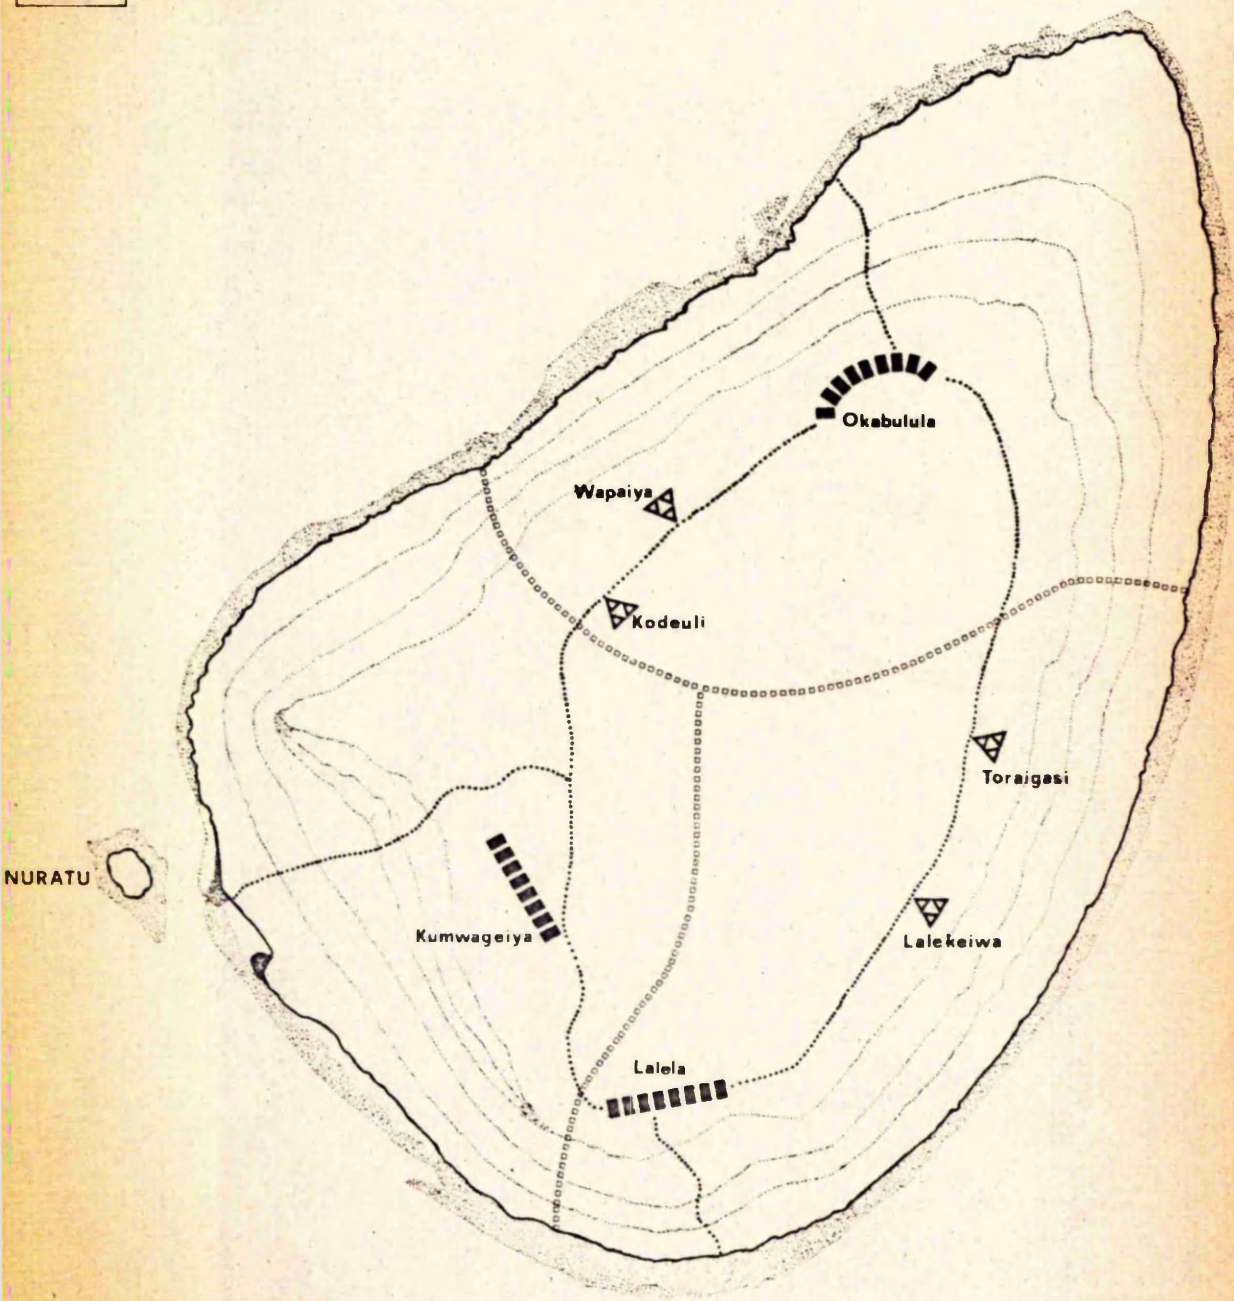 Okabulula
Wapaiya
Kodeuli
Toraigasi
NURATU
Kumwageiya
Lalekeiwa
Lalela